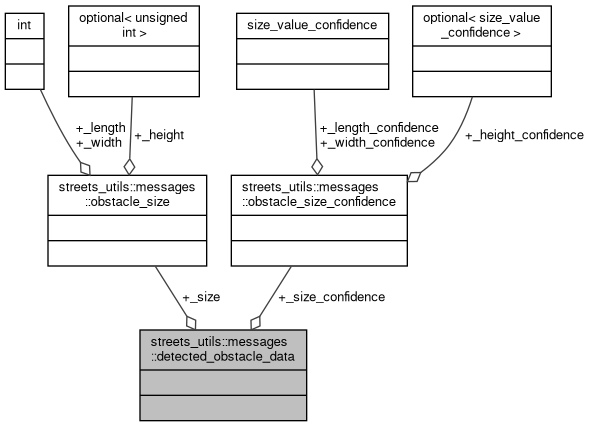 int
optional< unsigned
int >
size_value_confidence
optional< size_value
_confidence >
+_length
+_width
+_height
+_length_confidence
+_width_confidence
+_height_confidence
streets_utils::messages
::obstacle_size
streets_utils::messages
::obstacle_size_confidence
+_size
+_size_confidence
streets_utils::messages
::detected_obstacle_data